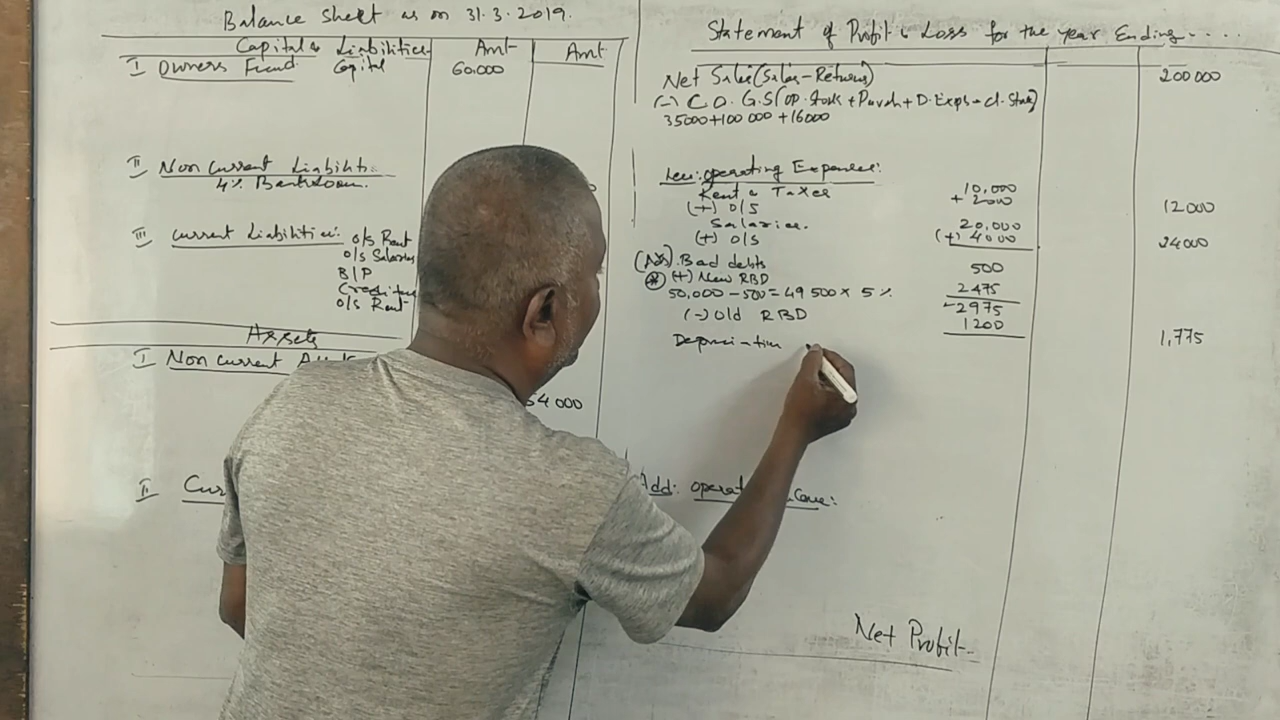 Balance Sheet as on 31.3.2019.
Capital & Liabilities Amt Amt
I Owners Fund Capital 60.000
II Non current Liabiliti
4% Bank Loan.
III current Liabilities: o/s Rent
o/s Salaries
B/P
Creditors
o/s Rent
Assets
I Non current
54000
II Cur
Statement of Profit & Loss for the year Ending....
Net Sales (Sales - Returns) 200000
(-) C.O.G.S (op. Stock + Purch + D. Exps - cl. Stock)
35000+100000+16000
Less: operating Expenses:
Rent & Taxes 10,000
(+) o/s + 2000 12000
Salaries. 20,000
(+) o/s (+) 4000 24000
Bad debts 500
(+) New RBD
50,000 - 500 = 49500 x 5% 2475
2975
(-) Old RBD 1200
1,775
Depreciation
Add: operat
Net Profit